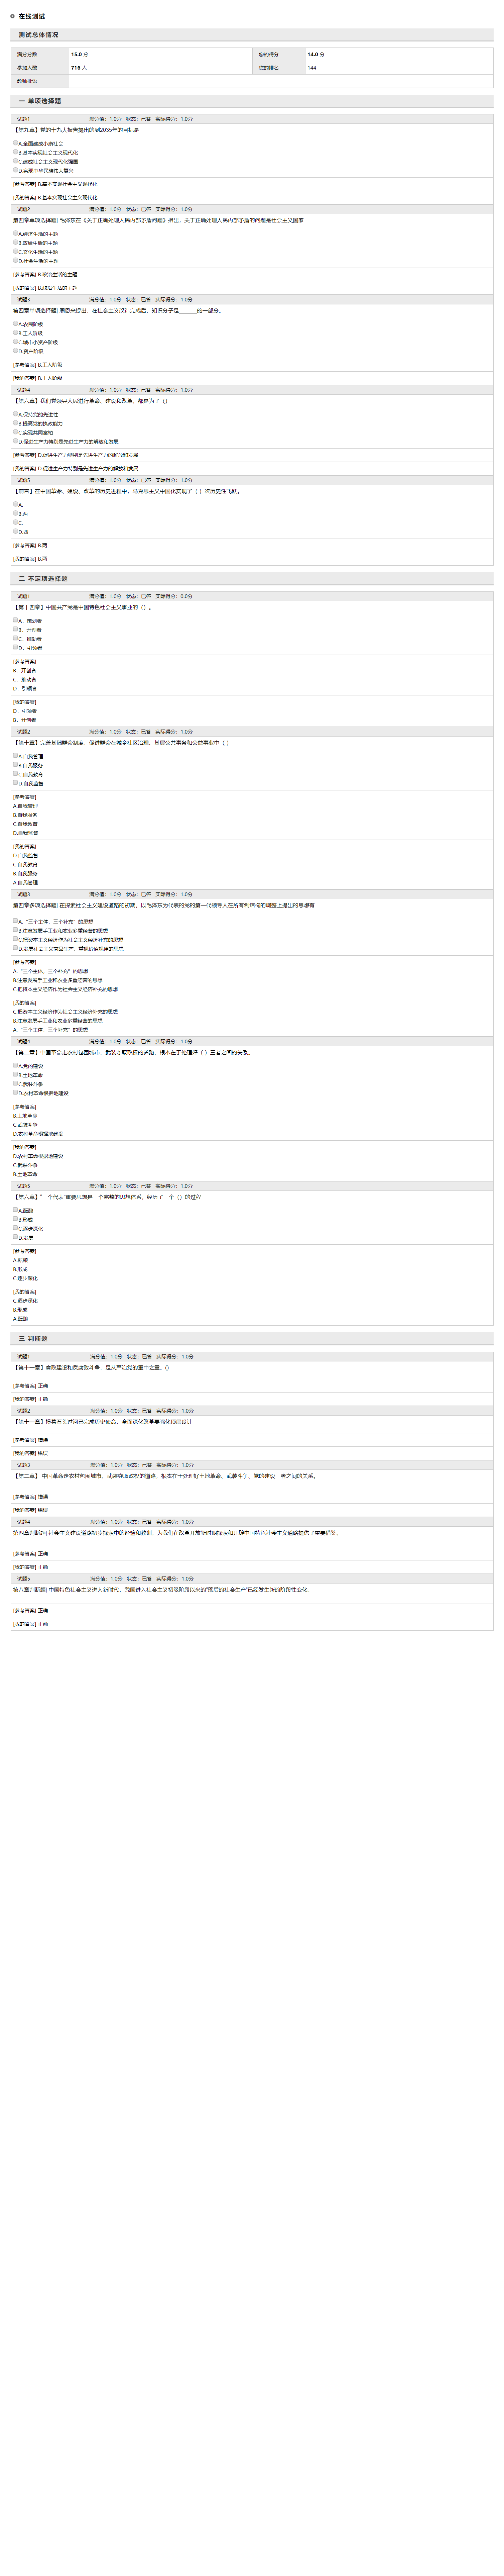 在线测试
测试总体情况
满分分数 15.0 分 您的得分 14.0 分
参加人数 716 人 您的排名 144
教师批语
一 单项选择题
试题1 满分值：1.0分 状态：已答 实际得分：1.0分
【第九章】党的十九大报告提出的到2035年的目标是
A.全面建成小康社会
B.基本实现社会主义现代化
C.建成社会主义现代化强国
D.实现中华民族伟大复兴
[参考答案] B.基本实现社会主义现代化
[我的答案] B.基本实现社会主义现代化
试题2 满分值：1.0分 状态：已答 实际得分：1.0分
第四章单项选择题| 毛泽东在《关于正确处理人民内部矛盾问题》指出，关于正确处理人民内部矛盾的问题是社会主义国家
A.经济生活的主题
B.政治生活的主题
C.文化生活的主题
D.社会生活的主题
[参考答案] B.政治生活的主题
[我的答案] B.政治生活的主题
试题3 满分值：1.0分 状态：已答 实际得分：1.0分
第四章单项选择题| 周恩来提出，在社会主义改造完成后，知识分子是_______的一部分。
A.农民阶级
B.工人阶级
C.城市小资产阶级
D.资产阶级
[参考答案] B.工人阶级
[我的答案] B.工人阶级
试题4 满分值：1.0分 状态：已答 实际得分：1.0分
【第六章】我们党领导人民进行革命、建设和改革，都是为了（）
A.保持党的先进性
B.提高党的执政能力
C.实现共同富裕
D.促进生产力特别是先进生产力的解放和发展
[参考答案] D.促进生产力特别是先进生产力的解放和发展
[我的答案] D.促进生产力特别是先进生产力的解放和发展
试题5 满分值：1.0分 状态：已答 实际得分：1.0分
【前言】在中国革命、建设、改革的历史进程中，马克思主义中国化实现了（ ）次历史性飞跃。
A.一
B.两
C.三
D.四
[参考答案] B.两
[我的答案] B.两
二 不定项选择题
试题1 满分值：1.0分 状态：已答 实际得分：0.0分
【第十四章】中国共产党是中国特色社会主义事业的（）。
A．策划者
B．开创者
C．推动者
D．引领者
[参考答案]
B．开创者
C．推动者
D．引领者
[我的答案]
D．引领者
B．开创者
试题2 满分值：1.0分 状态：已答 实际得分：1.0分
【第十章】完善基础群众制度，促进群众在城乡社区治理、基层公共事务和公益事业中（ ）
A.自我管理
B.自我服务
C.自我教育
D.自我监督
[参考答案]
A.自我管理
B.自我服务
C.自我教育
D.自我监督
[我的答案]
D.自我监督
C.自我教育
B.自我服务
A.自我管理
试题3 满分值：1.0分 状态：已答 实际得分：1.0分
第四章多项选择题| 在探索社会主义建设道路的初期，以毛泽东为代表的党的第一代领导人在所有制结构的调整上提出的思想有
A.“三个主体，三个补充”的思想
B.注意发展手工业和农业多重经营的思想
C.把资本主义经济作为社会主义经济补充的思想
D.发展社会主义商品生产，重视价值规律的思想
[参考答案]
A.“三个主体，三个补充”的思想
B.注意发展手工业和农业多重经营的思想
C.把资本主义经济作为社会主义经济补充的思想
[我的答案]
C.把资本主义经济作为社会主义经济补充的思想
B.注意发展手工业和农业多重经营的思想
A.“三个主体，三个补充”的思想
试题4 满分值：1.0分 状态：已答 实际得分：1.0分
【第二章】中国革命走农村包围城市、武装夺取政权的道路，根本在于处理好（ ）三者之间的关系。
A.党的建设
B.土地革命
C.武装斗争
D.农村革命根据地建设
[参考答案]
B.土地革命
C.武装斗争
D.农村革命根据地建设
[我的答案]
D.农村革命根据地建设
C.武装斗争
B.土地革命
试题5 满分值：1.0分 状态：已答 实际得分：1.0分
【第六章】“三个代表”重要思想是一个完整的思想体系，经历了一个（）的过程
A.酝酿
B.形成
C.逐步深化
D.发展
[参考答案]
A.酝酿
B.形成
C.逐步深化
[我的答案]
C.逐步深化
B.形成
A.酝酿
三 判断题
试题1 满分值：1.0分 状态：已答 实际得分：1.0分
【第十一章】廉政建设和反腐败斗争，是从严治党的重中之重。()
[参考答案] 正确
[我的答案] 正确
试题2 满分值：1.0分 状态：已答 实际得分：1.0分
【第十一章】摸着石头过河已完成历史使命，全面深化改革要强化顶层设计
[参考答案] 错误
[我的答案] 错误
试题3 满分值：1.0分 状态：已答 实际得分：1.0分
【第二章】 中国革命走农村包围城市、武装夺取政权的道路，根本在于处理好土地革命、武装斗争、党的建设三者之间的关系。
[参考答案] 错误
[我的答案] 错误
试题4 满分值：1.0分 状态：已答 实际得分：1.0分
第四章判断题| 社会主义建设道路初步探索中的经验和教训，为我们在改革开放新时期探索和开辟中国特色社会主义道路提供了重要借鉴。
[参考答案] 正确
[我的答案] 正确
试题5 满分值：1.0分 状态：已答 实际得分：1.0分
第八章判断题| 中国特色社会主义进入新时代，我国进入社会主义初级阶段以来的“落后的社会生产”已经发生新的阶段性变化。
[参考答案] 正确
[我的答案] 正确